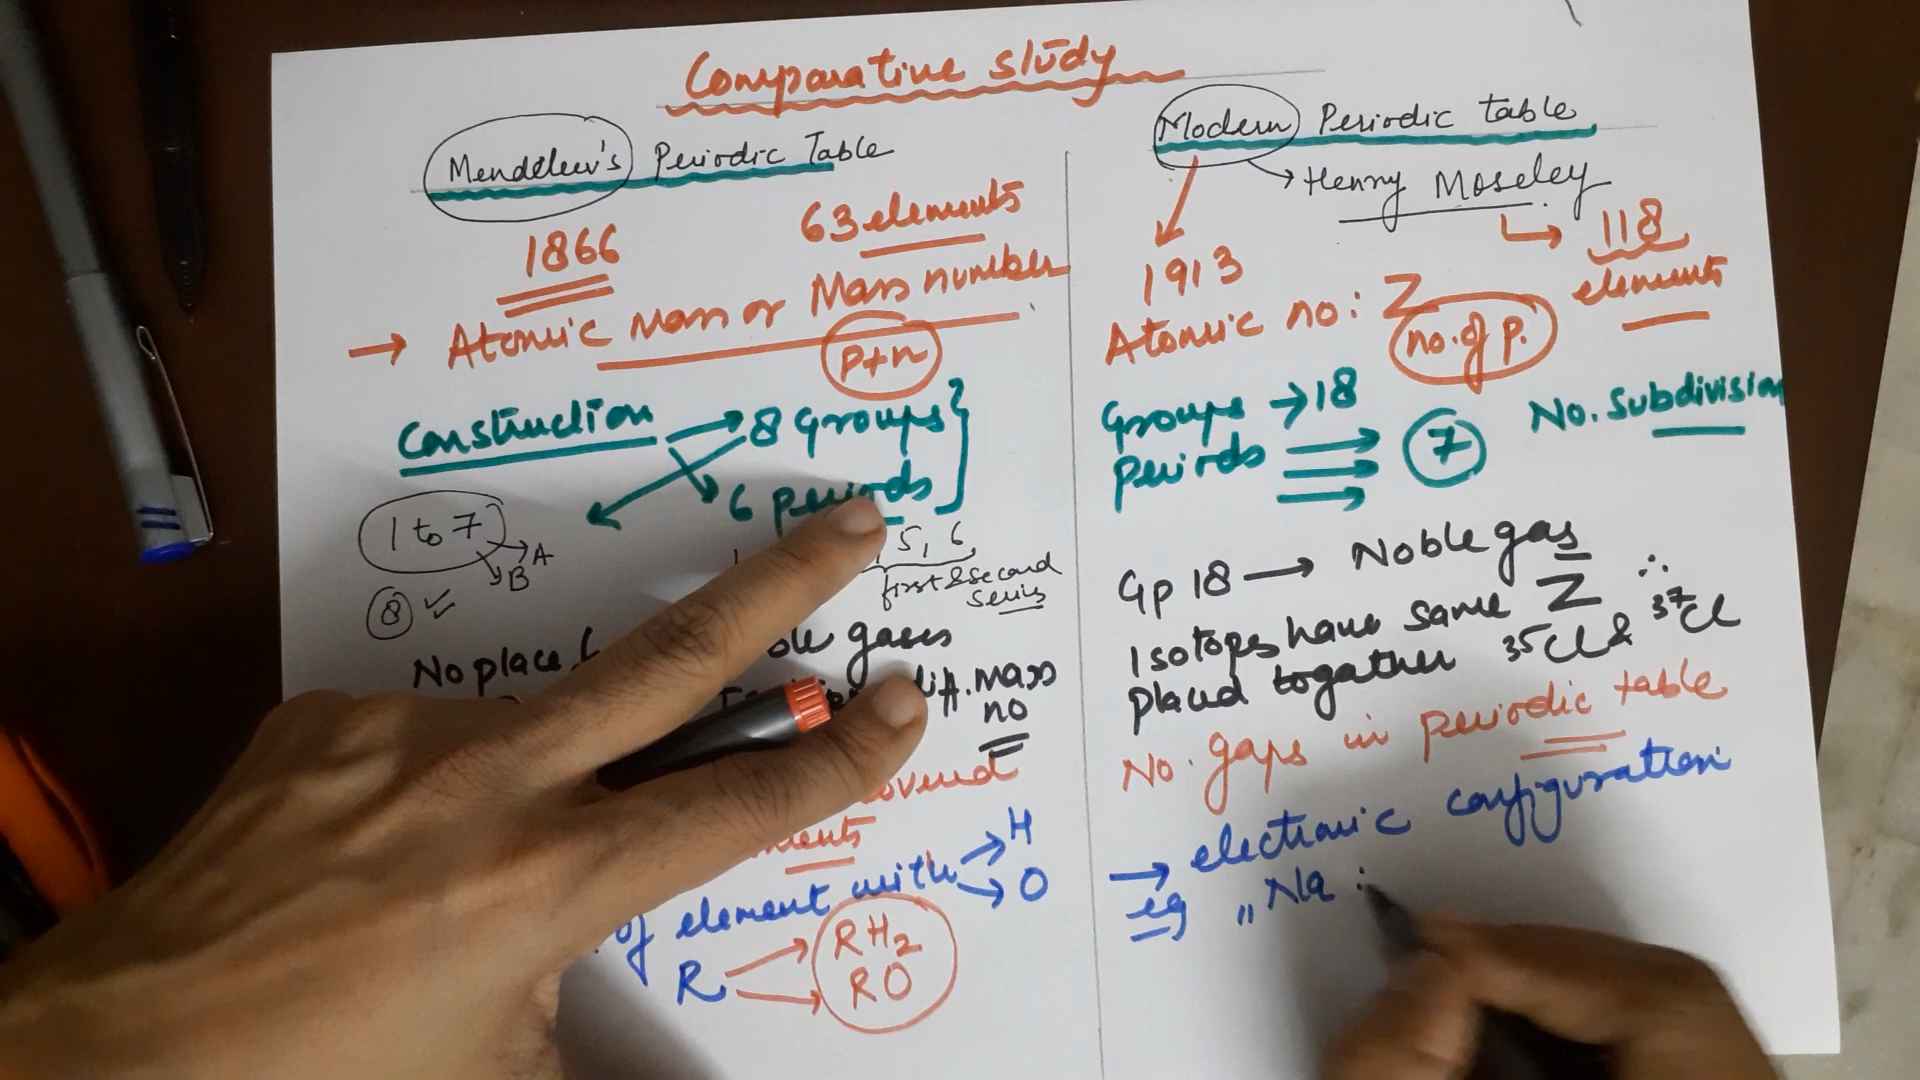 Comparative study
Mendeleev's Periodic Table
1866
63 elements
→ Atomic Mass or Mass number
p+n
Construction → 8 Groups
6 periods
1 to 7
A
B
8 ✓
5, 6
first & second
series
No place
gases
A. mass
no
of element with → H
→ O
R → RH₂
RO
Modern Periodic table
→ Henry Moseley
→ 118
elements
1913
Atomic no: Z
no. of p.
Groups → 18
periods → 7
No. Subdivision
Gp 18 → Noble gas
Isotopes have same Z ∴
placed together ³⁵Cl & ³⁷Cl
No. gaps in periodic table
→ electronic configuration
eg ₁₁Na :